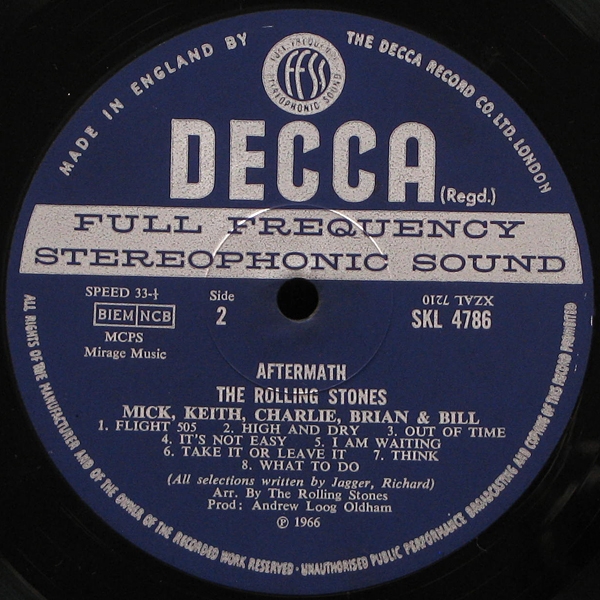 MADE IN ENGLAND BY THE DECCA RECORD CO. LTD. LONDON
FULL FREQUENCY
ffss
STEREOPHONIC SOUND
DECCA (Regd.)
FULL FREQUENCY
STEREOPHONIC SOUND
SPEED 33-⅓
BIEM NCB
MCPS
Mirage Music
Side
2
XZAL 7210
SKL 4786
AFTERMATH
THE ROLLING STONES
MICK, KEITH, CHARLIE, BRIAN & BILL
1. FLIGHT 505 2. HIGH AND DRY 3. OUT OF TIME
4. IT'S NOT EASY 5. I AM WAITING
6. TAKE IT OR LEAVE IT 7. THINK
8. WHAT TO DO
(All selections written by Jagger, Richard)
Arr. By The Rolling Stones
Prod: Andrew Loog Oldham
℗ 1966
ALL RIGHTS OF THE MANUFACTURER AND OF THE OWNER OF THE RECORDED WORK RESERVED · UNAUTHORISED PUBLIC PERFORMANCE BROADCASTING AND COPYING OF THIS RECORD PROHIBITED